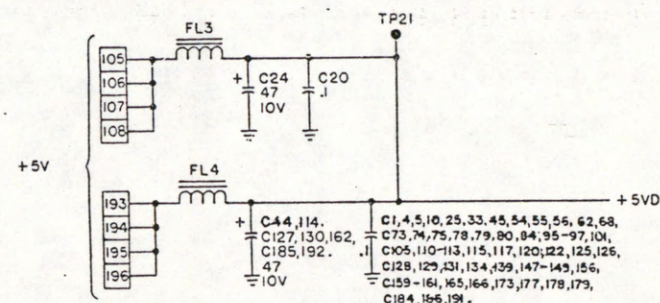 TP21
FL3
105
106
107
108
+ C24
47
10V
C20
.1
+5V
FL4
193
194
195
196
+ C44, 114.
C127, 130, 162,
C185, 192.
47
10V
.1
C1, 4, 5, 10, 25, 33, 45, 54, 55, 56, 62, 68,
C73, 74, 75, 78, 79, 80, 84, 95-97, 101,
C105, 110-113, 115, 117, 120, 122, 125, 126,
C128, 129, 131, 134, 139, 147-149, 156,
C159-161, 165, 166, 173, 177, 178, 179,
C184, 186, 191.
+5VD